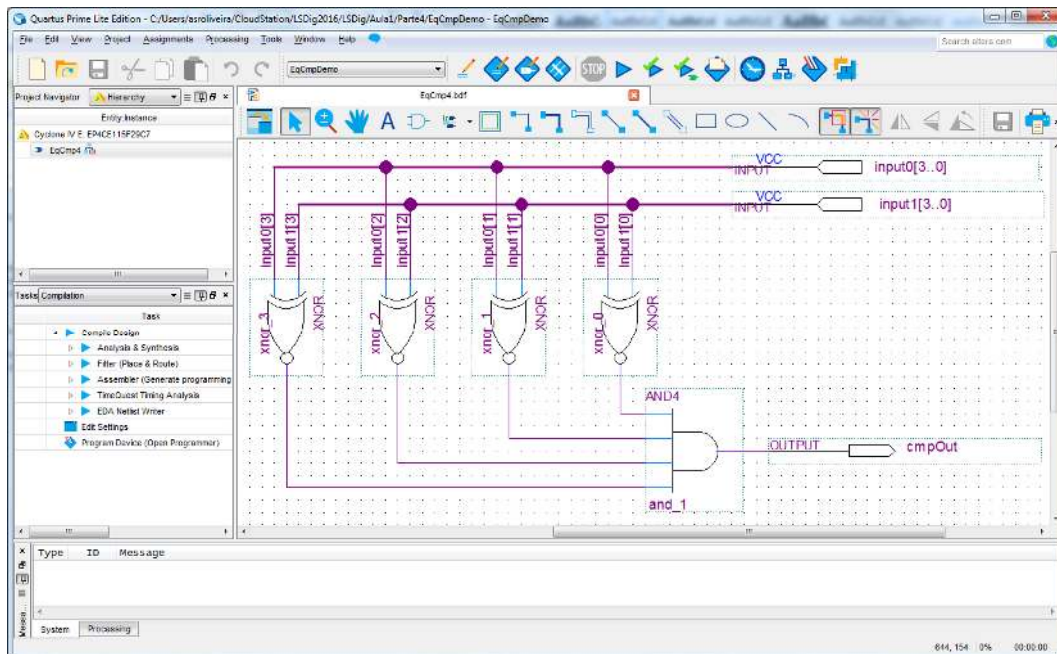 Quartus Prime Lite Edition - C:/Users/asroliveira/CloudStation/LSDig2016/LSDig/Aula1/Parte4/EqCmpDemo - EqCmpDemo
File Edit View Project Assignments Processing Tools Window Help
Search altera.com
EqCmpDemo
STOP
Project Navigator Hierarchy
EqCmp4.bdf
Entity:Instance
Cyclone IV E: EP4CE115F29C7
EqCmp4
VCC
INPUT
input0[3..0]
VCC
INPUT
input1[3..0]
Input0[3]
Input1[3]
Input0[2]
Input1[2]
Input0[1]
Input1[1]
Input0[0]
Input1[0]
xnor_3
XNOR
xnor_2
XNOR
xnor_1
XNOR
xnor_0
XNOR
AND4
and_1
OUTPUT
cmpOut
Tasks Compilation
Task
Compile Design
Analysis & Synthesis
Fitter (Place & Route)
Assembler (Generate programming
TimeQuest Timing Analysis
EDA Netlist Writer
Edit Settings
Program Device (Open Programmer)
Type ID Message
System Processing
644, 154 0% 00:00:00